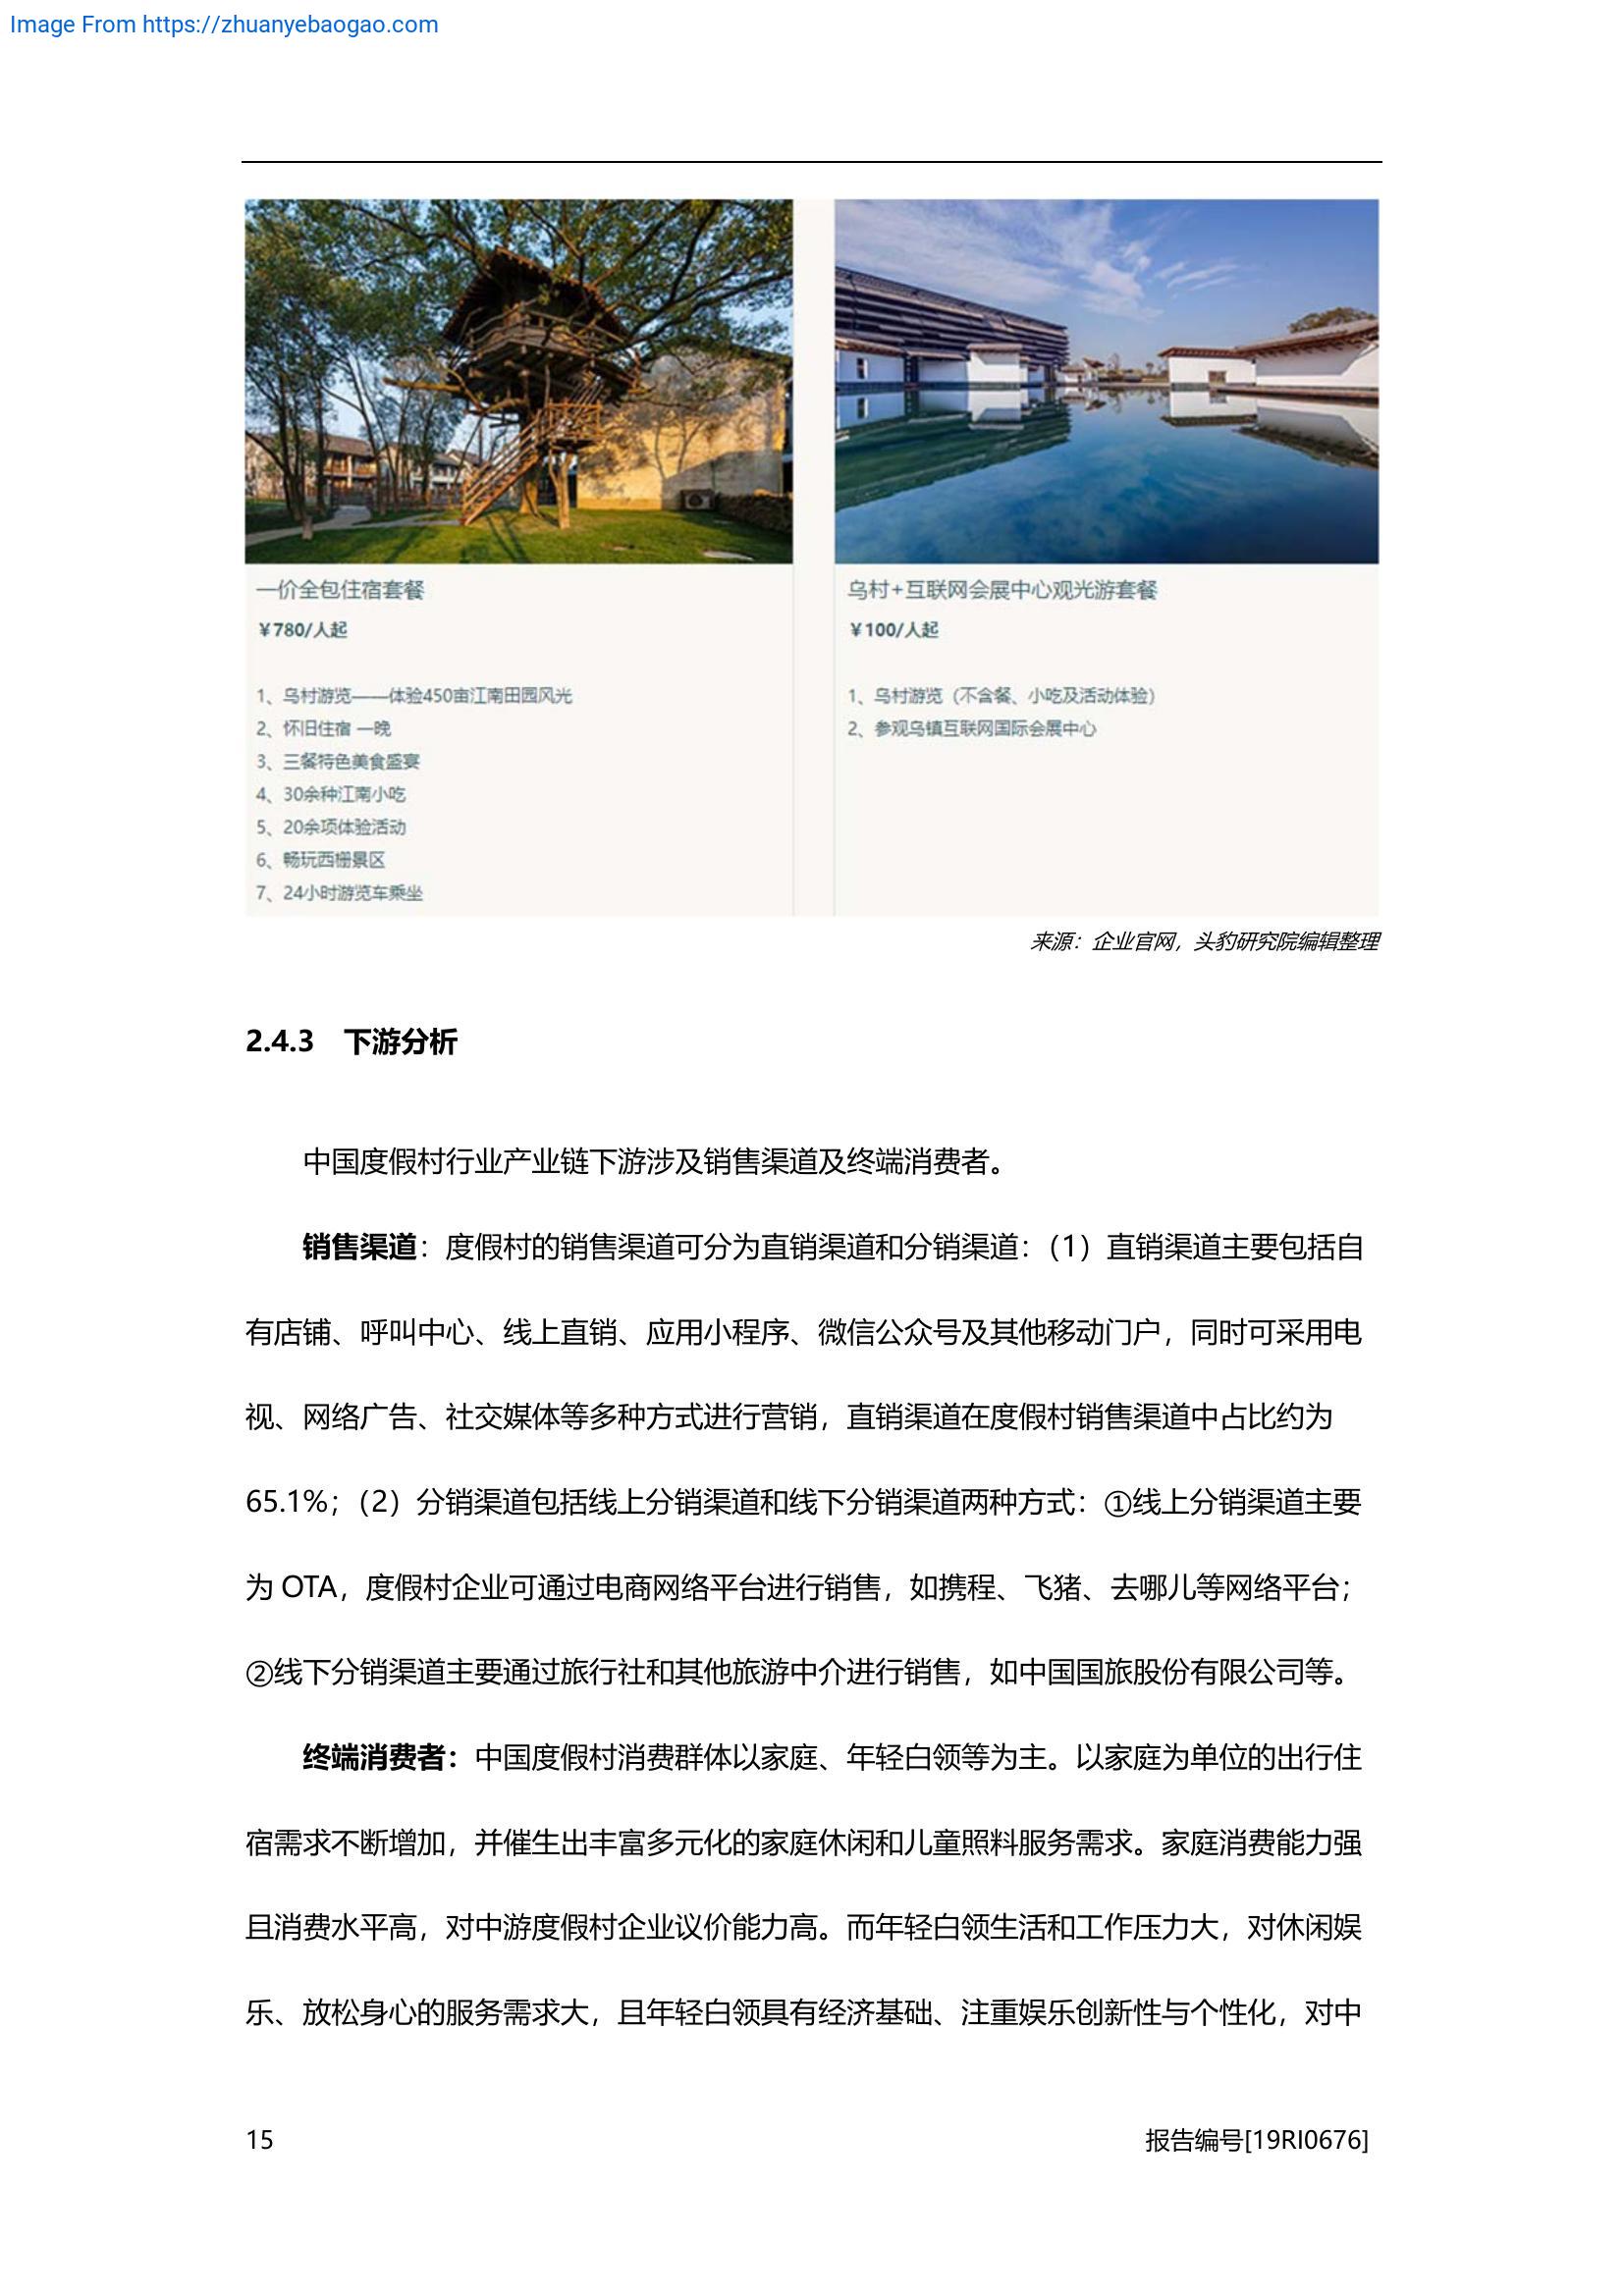 Image From https://zhuanyebaogao.com
一价全包住宿套餐
￥780/人起
1、乌村游览——体验450亩江南田园风光
2、怀旧住宿 一晚
3、三餐特色美食盛宴
4、30余种江南小吃
5、20余项体验活动
6、畅玩西栅景区
7、24小时游览车乘坐
乌村+互联网会展中心观光游套餐
￥100/人起
1、乌村游览（不含餐、小吃及活动体验）
2、参观乌镇互联网国际会展中心
来源：企业官网，头豹研究院编辑整理
2.4.3 下游分析
中国度假村行业产业链下游涉及销售渠道及终端消费者。
销售渠道：度假村的销售渠道可分为直销渠道和分销渠道：（1）直销渠道主要包括自
有店铺、呼叫中心、线上直销、应用小程序、微信公众号及其他移动门户，同时可采用电
视、网络广告、社交媒体等多种方式进行营销，直销渠道在度假村销售渠道中占比约为
65.1%；（2）分销渠道包括线上分销渠道和线下分销渠道两种方式：①线上分销渠道主要
为 OTA，度假村企业可通过电商网络平台进行销售，如携程、飞猪、去哪儿等网络平台；
②线下分销渠道主要通过旅行社和其他旅游中介进行销售，如中国国旅股份有限公司等。
终端消费者：中国度假村消费群体以家庭、年轻白领等为主。以家庭为单位的出行住
宿需求不断增加，并催生出丰富多元化的家庭休闲和儿童照料服务需求。家庭消费能力强
且消费水平高，对中游度假村企业议价能力高。而年轻白领生活和工作压力大，对休闲娱
乐、放松身心的服务需求大，且年轻白领具有经济基础、注重娱乐创新性与个性化，对中
15
报告编号[19RI0676]